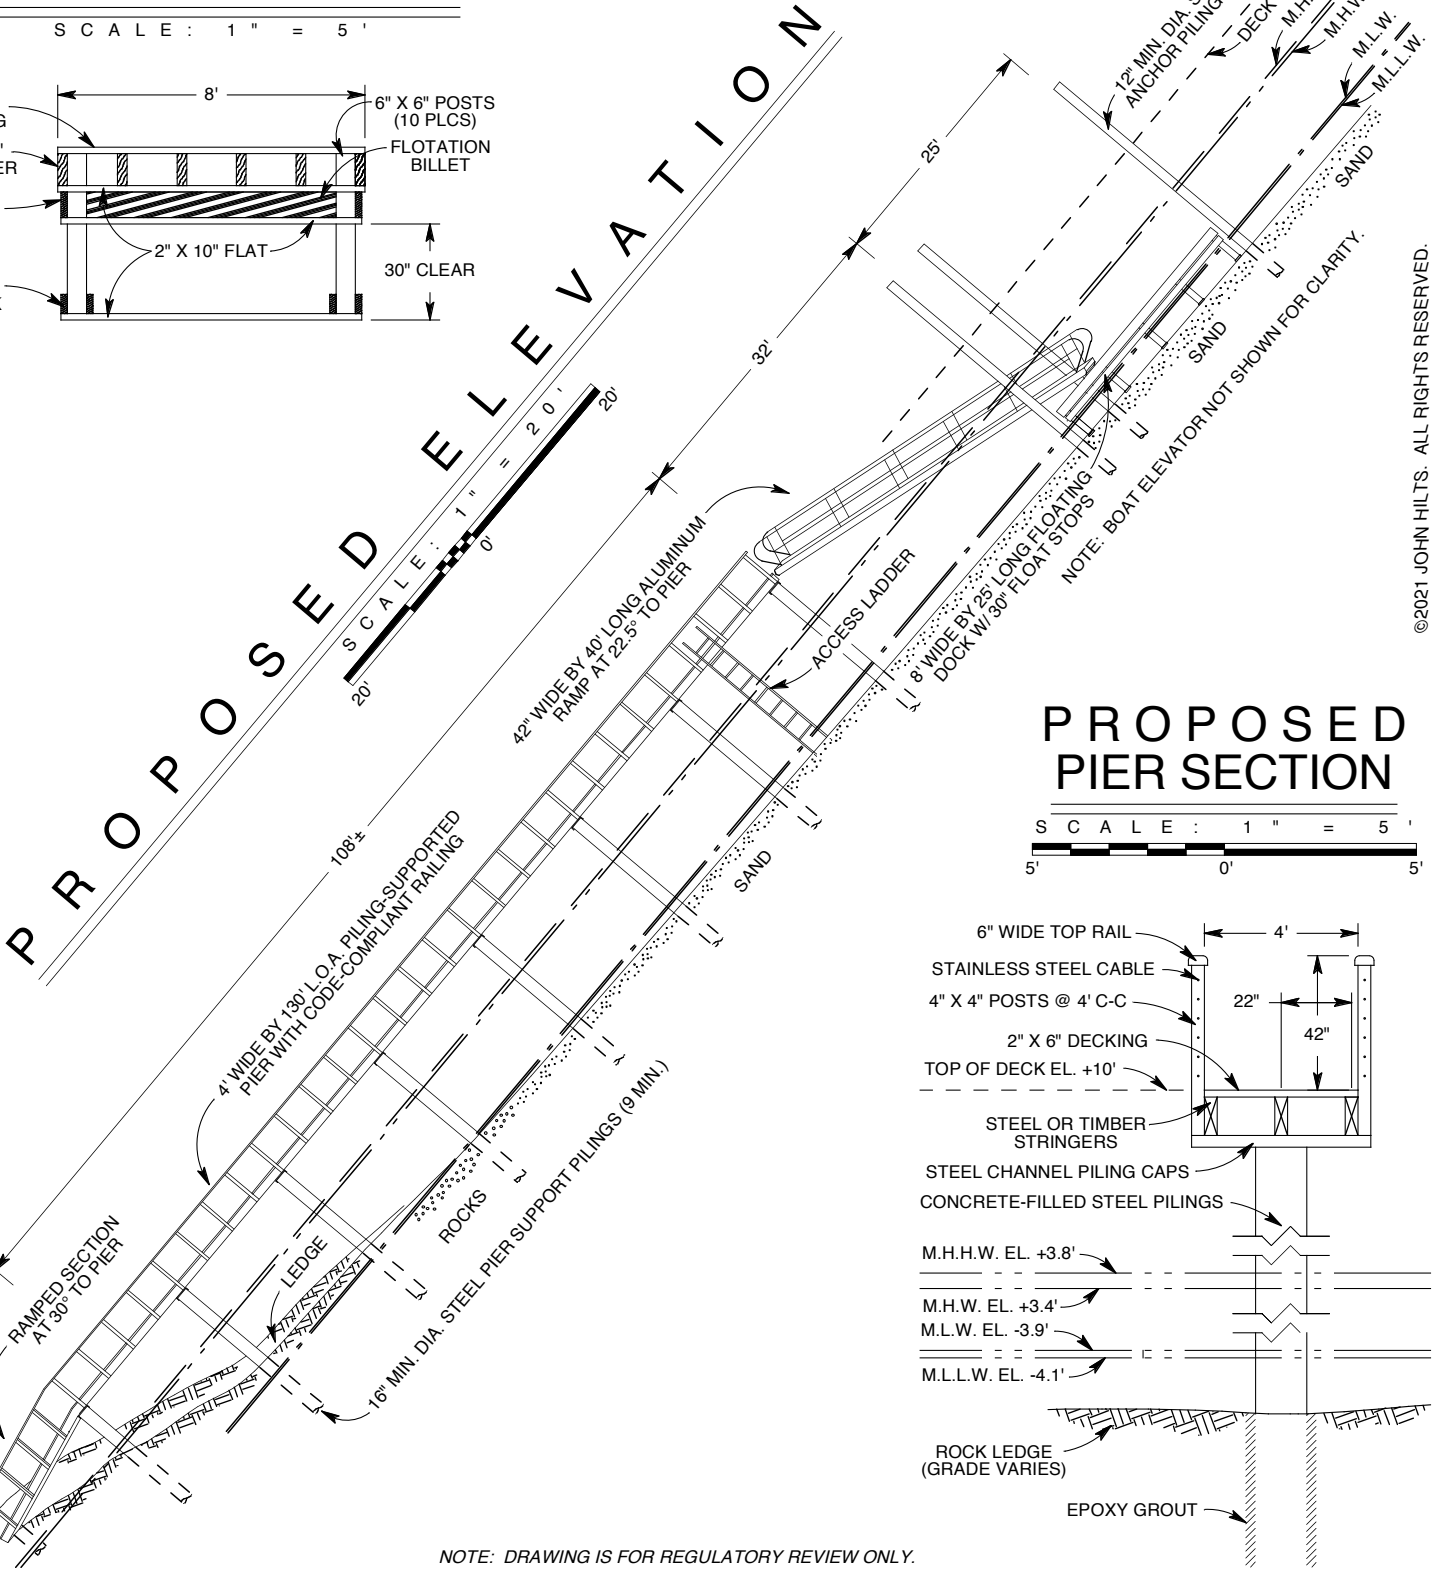 SCALE: 1" = 5'
8'
G
'
ER
6" X 6" POSTS
(10 PLCS)
FLOTATION
BILLET
2" X 10" FLAT
30" CLEAR
PROPOSED ELEVATION
SCALE: 1" = 20'
20'
0'
20'
25'
32'
108'±
12" MIN. DIA.
ANCHOR PILING
DECK
M.H.W.
M.L.W.
M.L.L.W.
SAND
SAND
NOTE: BOAT ELEVATOR NOT SHOWN FOR CLARITY.
8' WIDE BY 25' LONG FLOATING
DOCK W/ 30" FLOAT STOPS
ACCESS LADDER
42" WIDE BY 40' LONG ALUMINUM
RAMP AT 22.5° TO PIER
SAND
4' WIDE BY 130' L.O.A. PILING-SUPPORTED
PIER WITH CODE-COMPLIANT RAILING
ROCKS
LEDGE
16" MIN. DIA. STEEL PIER SUPPORT PILINGS (9 MIN.)
RAMPED SECTION
AT 30° TO PIER
©2021 JOHN HILTS. ALL RIGHTS RESERVED.
PROPOSED
PIER SECTION
SCALE: 1" = 5'
5'
0'
5'
6" WIDE TOP RAIL
4'
STAINLESS STEEL CABLE
4" X 4" POSTS @ 4' C-C
22"
42"
2" X 6" DECKING
TOP OF DECK EL. +10'
STEEL OR TIMBER
STRINGERS
STEEL CHANNEL PILING CAPS
CONCRETE-FILLED STEEL PILINGS
M.H.H.W. EL. +3.8'
M.H.W. EL. +3.4'
M.L.W. EL. -3.9'
M.L.L.W. EL. -4.1'
ROCK LEDGE
(GRADE VARIES)
EPOXY GROUT
NOTE: DRAWING IS FOR REGULATORY REVIEW ONLY.